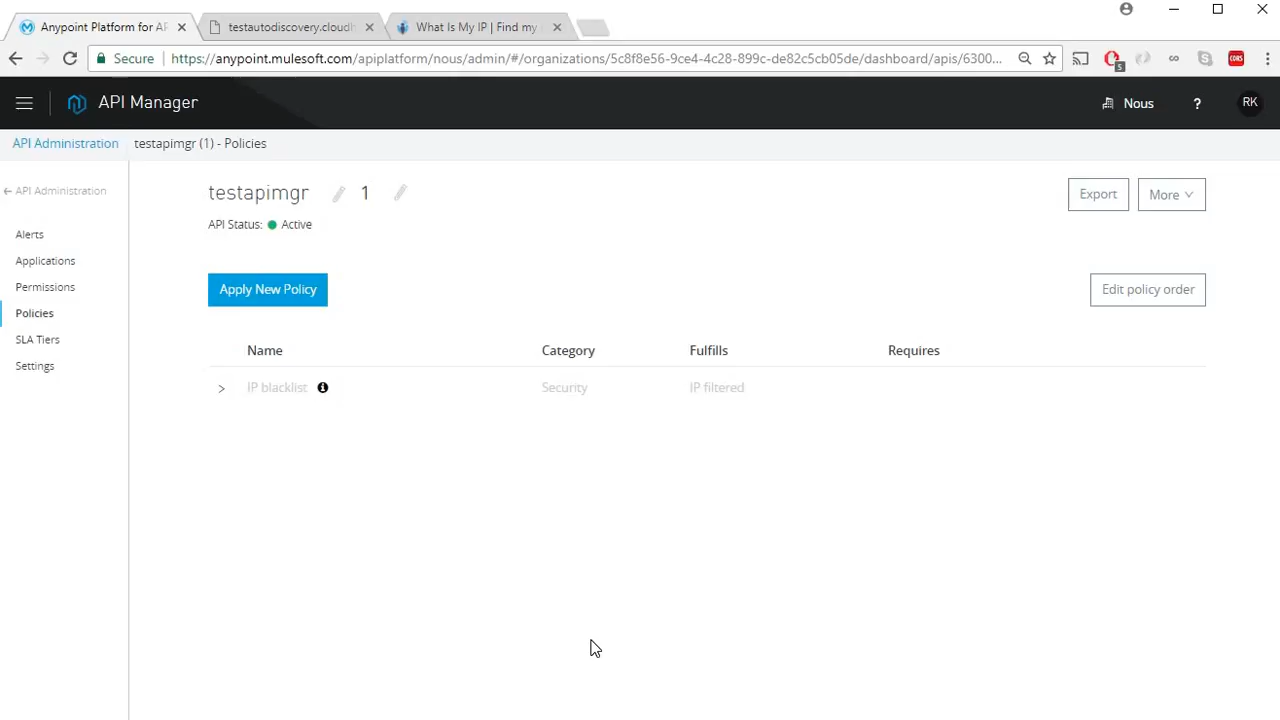 Anypoint Platform for AP
testautodiscovery.cloudh
What Is My IP | Find my
Secure
https://anypoint.mulesoft.com/apiplatform/nous/admin/#/organizations/5c8f8e56-9ce4-4c28-899c-de82c5cb05de/dashboard/apis/6300...
5
CORS
API Manager
Nous
?
RK
API Administration
testapimgr (1) - Policies
API Administration
Alerts
Applications
Permissions
Policies
SLA Tiers
Settings
testapimgr
1
Export
More
API Status:
Active
Apply New Policy
Edit policy order
Name Category Fulfills Requires
IP blacklist Security IP filtered